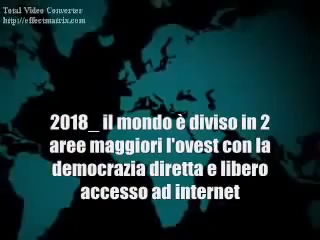 Total Video Converter
http://effectmatrix.com
2018_ il mondo è diviso in 2
aree maggiori l'ovest con la
democrazia diretta e libero
accesso ad internet